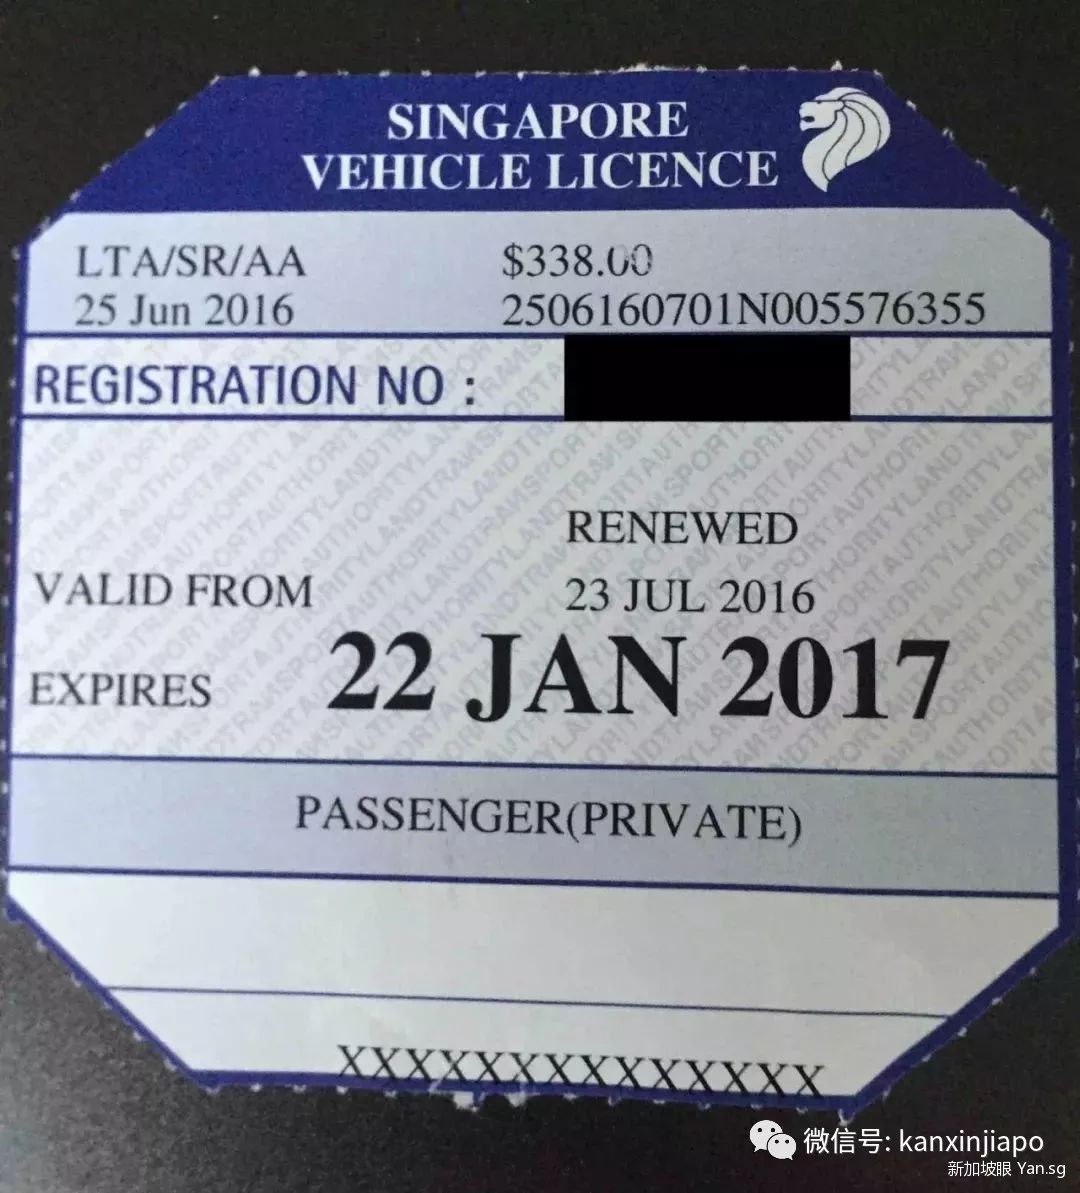 SINGAPORE
VEHICLE LICENCE
LTA/SR/AA $338.00
25 Jun 2016 2506160701N005576355
REGISTRATION NO :
RENEWED
VALID FROM 23 JUL 2016
EXPIRES 22 JAN 2017
PASSENGER(PRIVATE)
XXXXXXXXXXXXXXX
微信号: kanxinjiapo
新加坡眼 Yan.sg